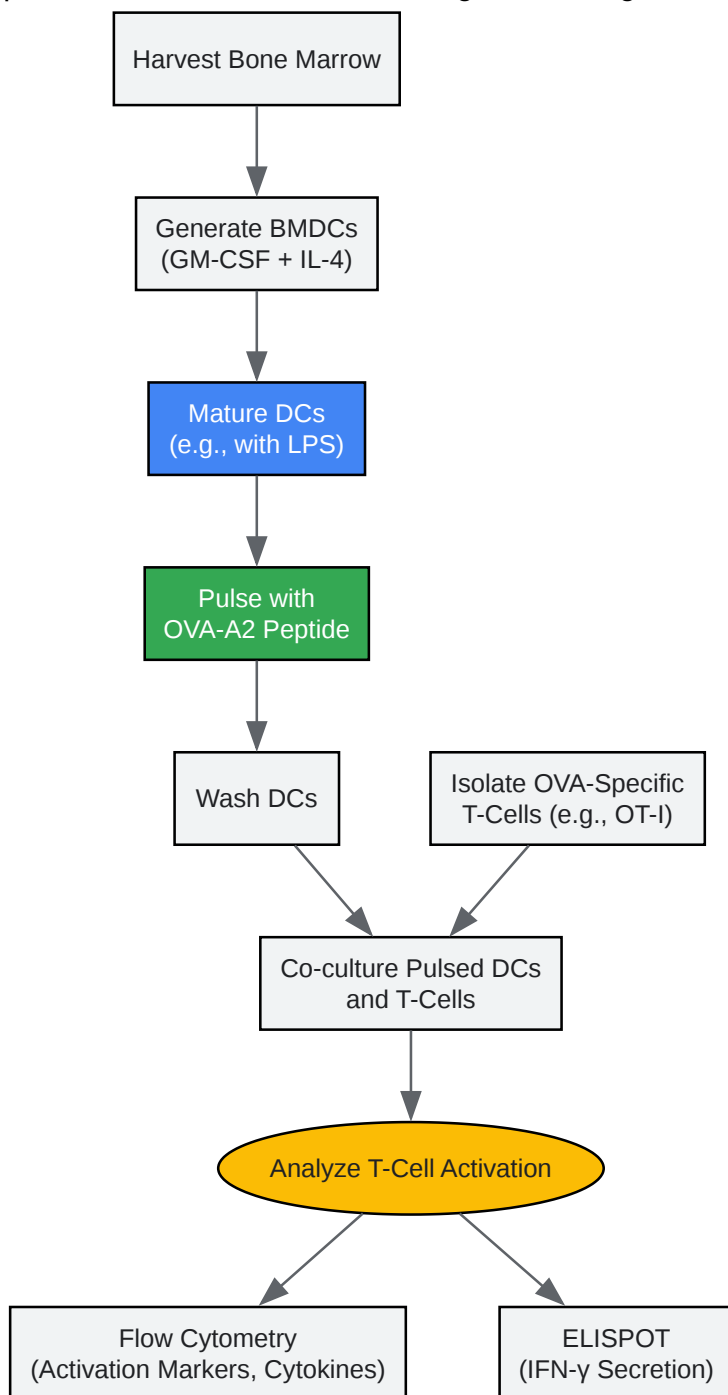 Harvest Bone Marrow
Generate BMDCs
(GM-CSF + IL-4)
Mature DCs
(e.g., with LPS)
Pulse with
OVA-A2 Peptide
Wash DCs
Isolate OVA-Specific
T-Cells (e.g., OT-I)
Co-culture Pulsed DCs
and T-Cells
Analyze T-Cell Activation
Flow Cytometry
(Activation Markers, Cytokines)
ELISPOT
(IFN-γ Secretion)